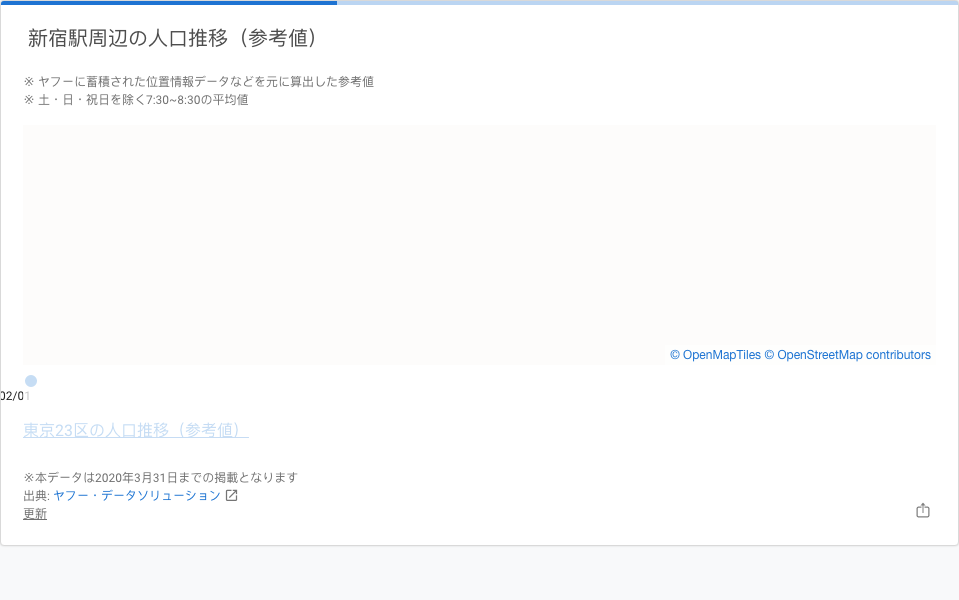 新宿駅周辺の人口推移（参考値）
※ ヤフーに蓄積された位置情報データなどを元に算出した参考値
※ 土・日・祝日を除く7:30~8:30の平均値
© OpenMapTiles © OpenStreetMap contributors
02/01
東京23区の人口推移（参考値）
※本データは2020年3月31日までの掲載となります
出典: ヤフー・データソリューション
更新